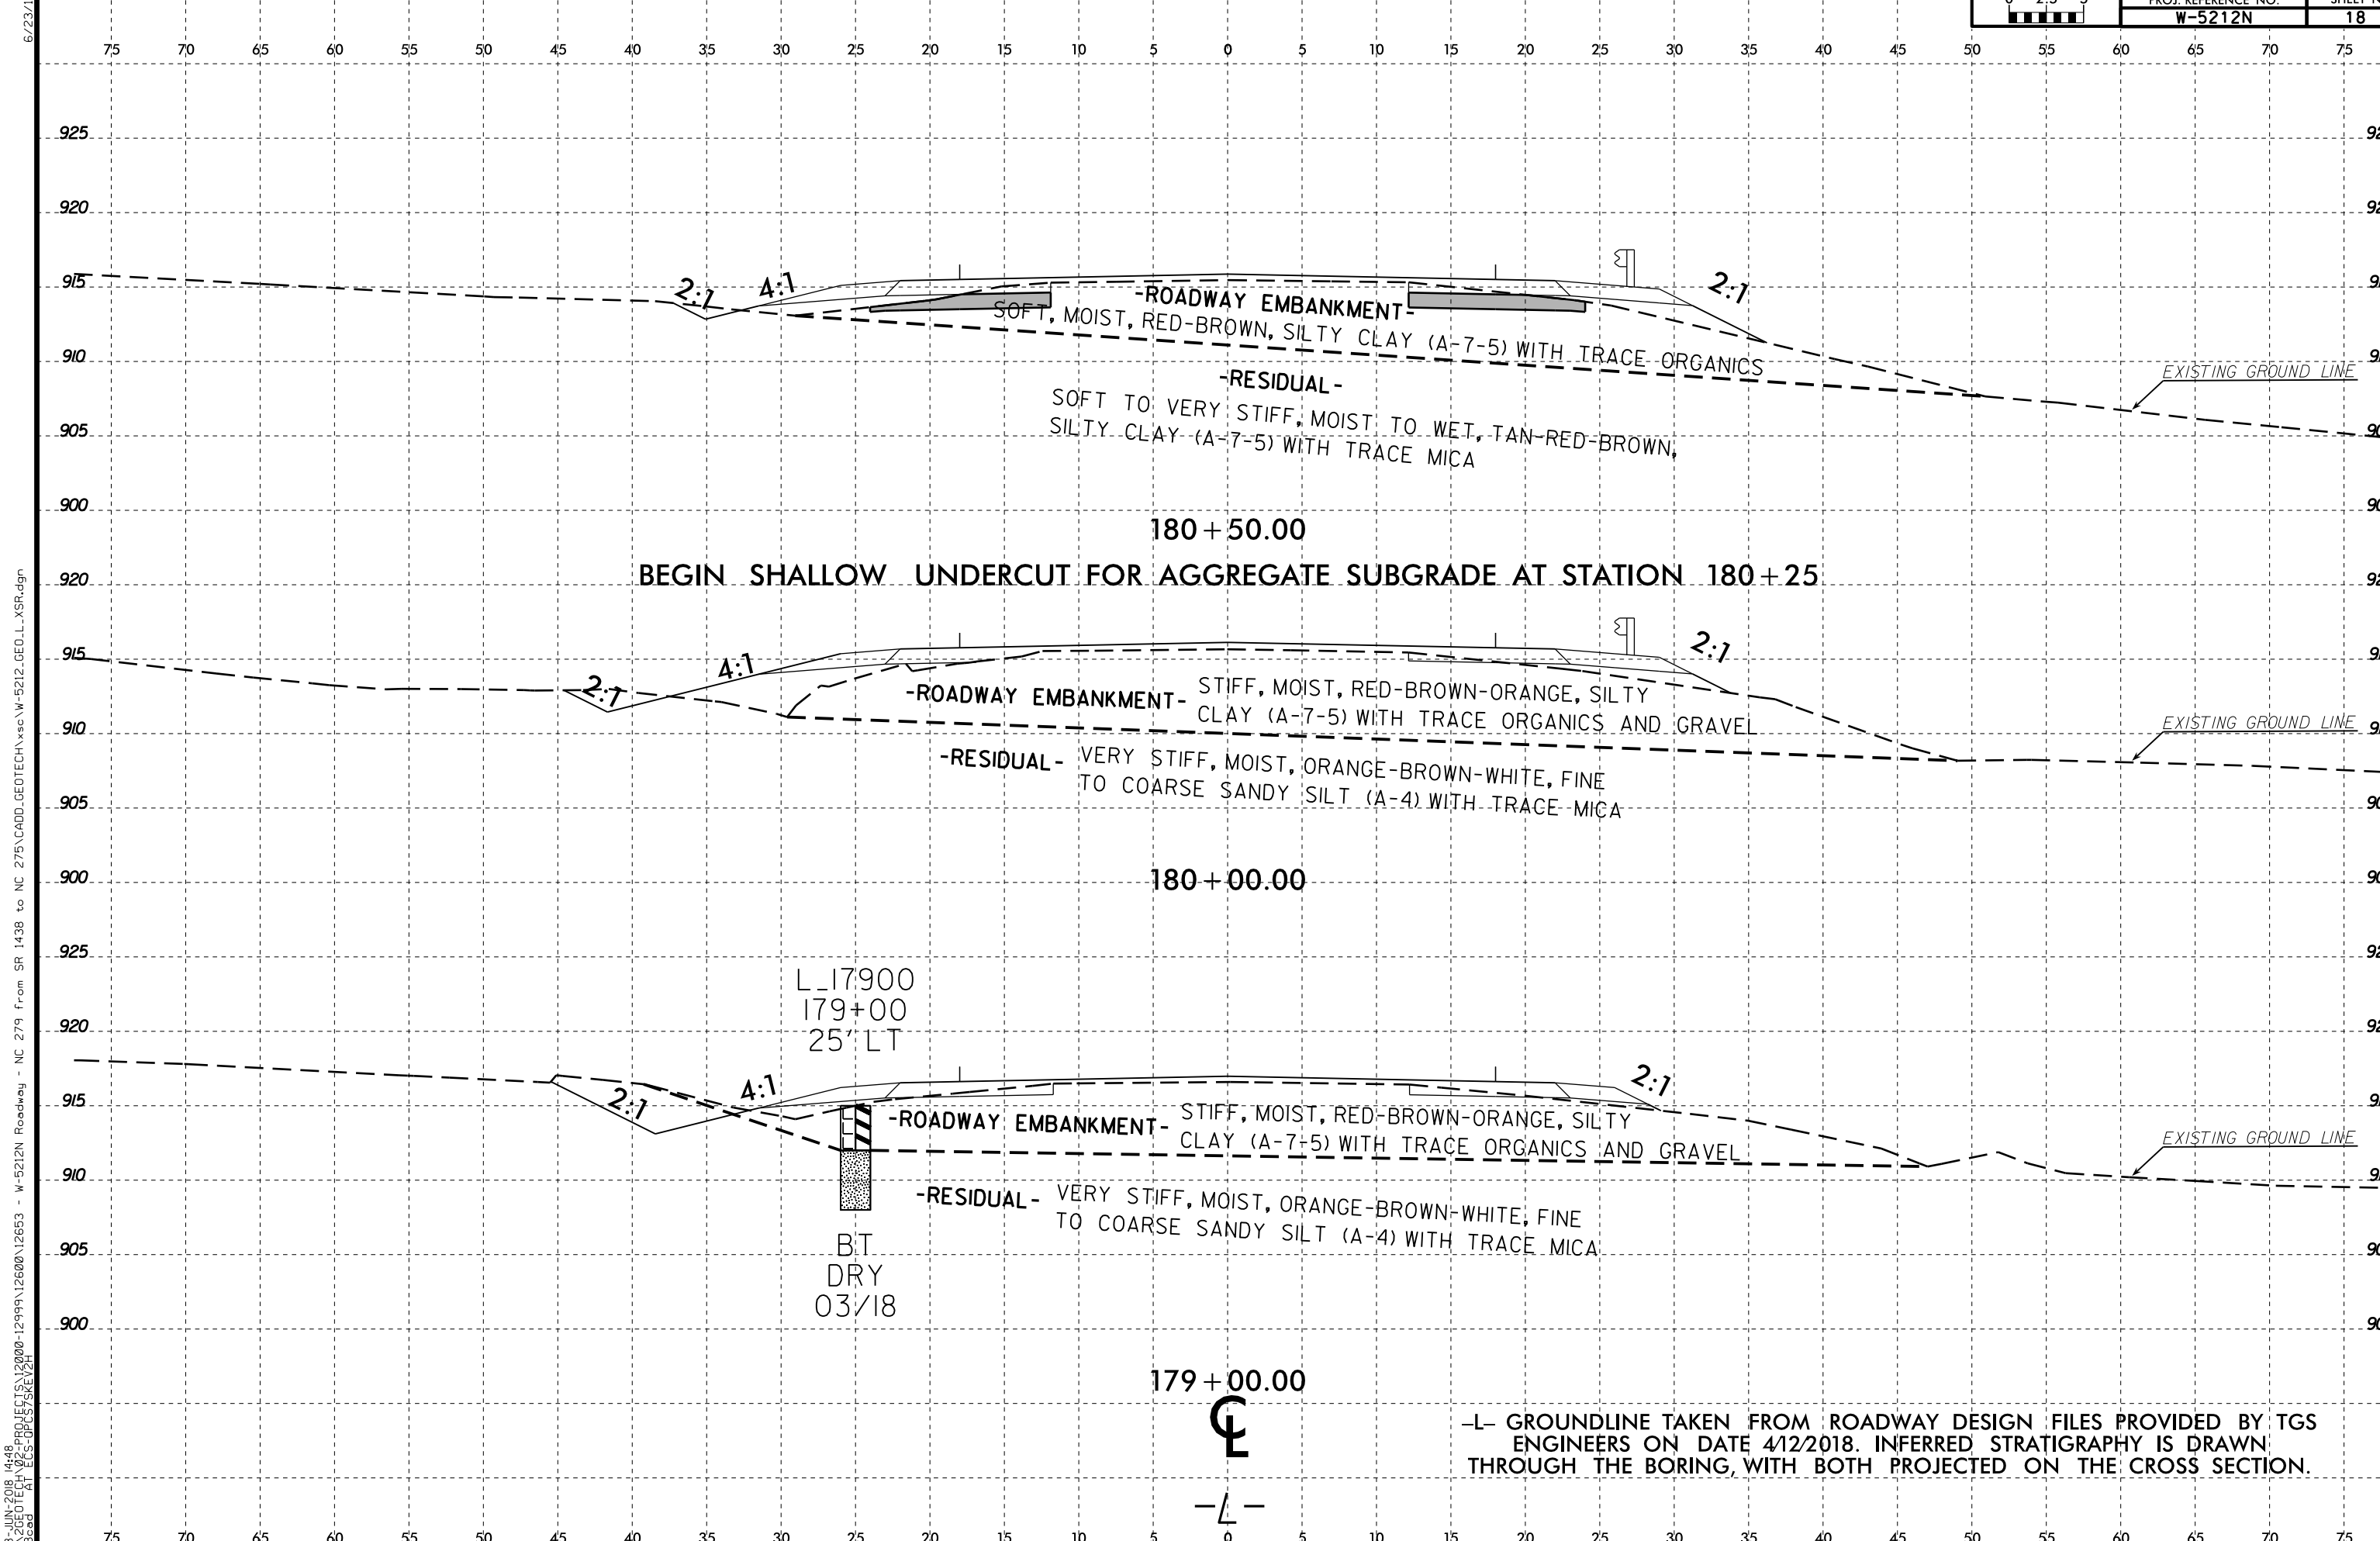 PROJ. REFERENCE NO.
W-5212N
18
75 70 65 60 55 50 45 40 35 30 25 20 15 10 5 0 5 10 15 20 25 30 35 40 45 50 55 60 65 70 75
925
920
915
2:1 4:1 2:1
-ROADWAY EMBANKMENT-
SOFT, MOIST, RED-BROWN, SILTY CLAY (A-7-5) WITH TRACE ORGANICS
910
EXISTING GROUND LINE
-RESIDUAL-
SOFT TO VERY STIFF, MOIST TO WET, TAN-RED-BROWN,
SILTY CLAY (A-7-5) WITH TRACE MICA
905
900
180+50.00
BEGIN SHALLOW UNDERCUT FOR AGGREGATE SUBGRADE AT STATION 180+25
920
915
2:1 4:1 2:1
-ROADWAY EMBANKMENT- STIFF, MOIST, RED-BROWN-ORANGE, SILTY
CLAY (A-7-5) WITH TRACE ORGANICS AND GRAVEL
910
EXISTING GROUND LINE
-RESIDUAL- VERY STIFF, MOIST, ORANGE-BROWN-WHITE, FINE
TO COARSE SANDY SILT (A-4) WITH TRACE MICA
905
900
180+00.00
925
L_17900
179+00
25' LT
920
915
2:1 4:1 2:1
-ROADWAY EMBANKMENT- STIFF, MOIST, RED-BROWN-ORANGE, SILTY
CLAY (A-7-5) WITH TRACE ORGANICS AND GRAVEL
EXISTING GROUND LINE
910
-RESIDUAL- VERY STIFF, MOIST, ORANGE-BROWN-WHITE, FINE
TO COARSE SANDY SILT (A-4) WITH TRACE MICA
905
BT
DRY
03/18
900
179+00.00
CL
-L-
-L- GROUNDLINE TAKEN FROM ROADWAY DESIGN FILES PROVIDED BY TGS
ENGINEERS ON DATE 4/12/2018. INFERRED STRATIGRAPHY IS DRAWN
THROUGH THE BORING, WITH BOTH PROJECTED ON THE CROSS SECTION.
75 70 65 60 55 50 45 40 35 30 25 20 15 10 5 0 5 10 15 20 25 30 35 40 45 50 55 60 65 70 75